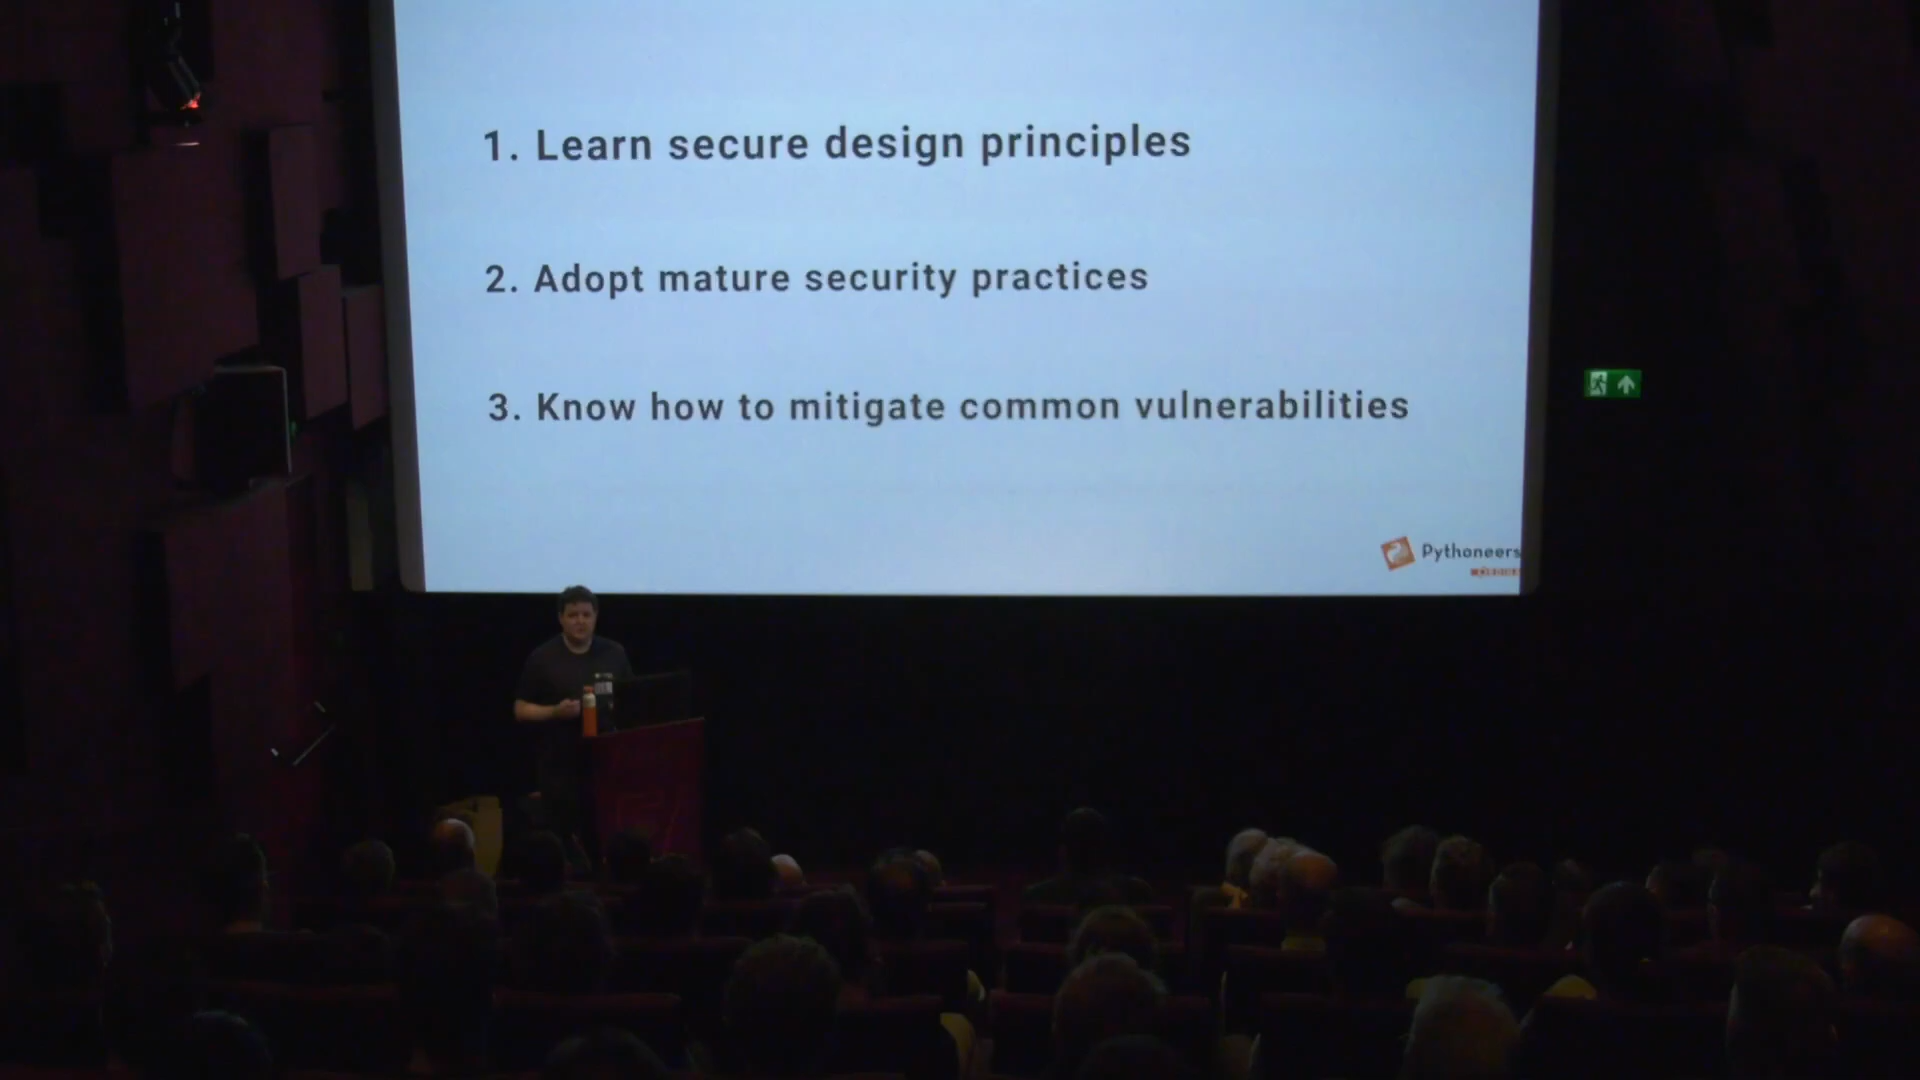 1. Learn secure design principles
2. Adopt mature security practices
3. Know how to mitigate common vulnerabilities
Pythoneers